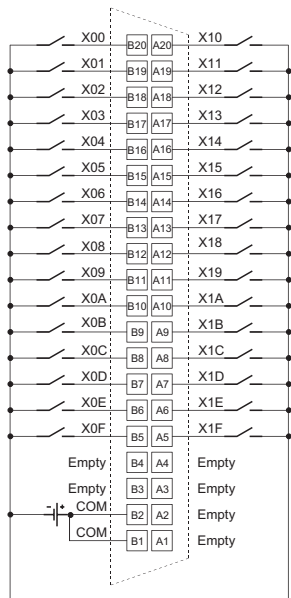 X00 B20 A20 X10
X01 B19 A19 X11
X02 B18 A18 X12
X03 B17 A17 X13
X04 B16 A16 X14
X05 B15 A15 X15
X06 B14 A14 X16
X07 B13 A13 X17
X08 B12 A12 X18
X09 B11 A11 X19
X0A B10 A10 X1A
X0B B9 A9 X1B
X0C B8 A8 X1C
X0D B7 A7 X1D
X0E B6 A6 X1E
X0F B5 A5 X1F
Empty B4 A4 Empty
Empty B3 A3 Empty
- + COM B2 A2 Empty
COM B1 A1 Empty